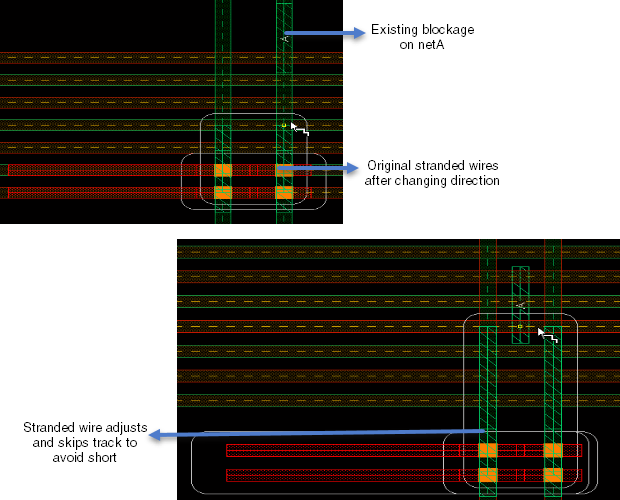 Existing blockage
on netA
A
Original stranded wires
after changing direction
A
Stranded wire adjusts
and skips track to
avoid short